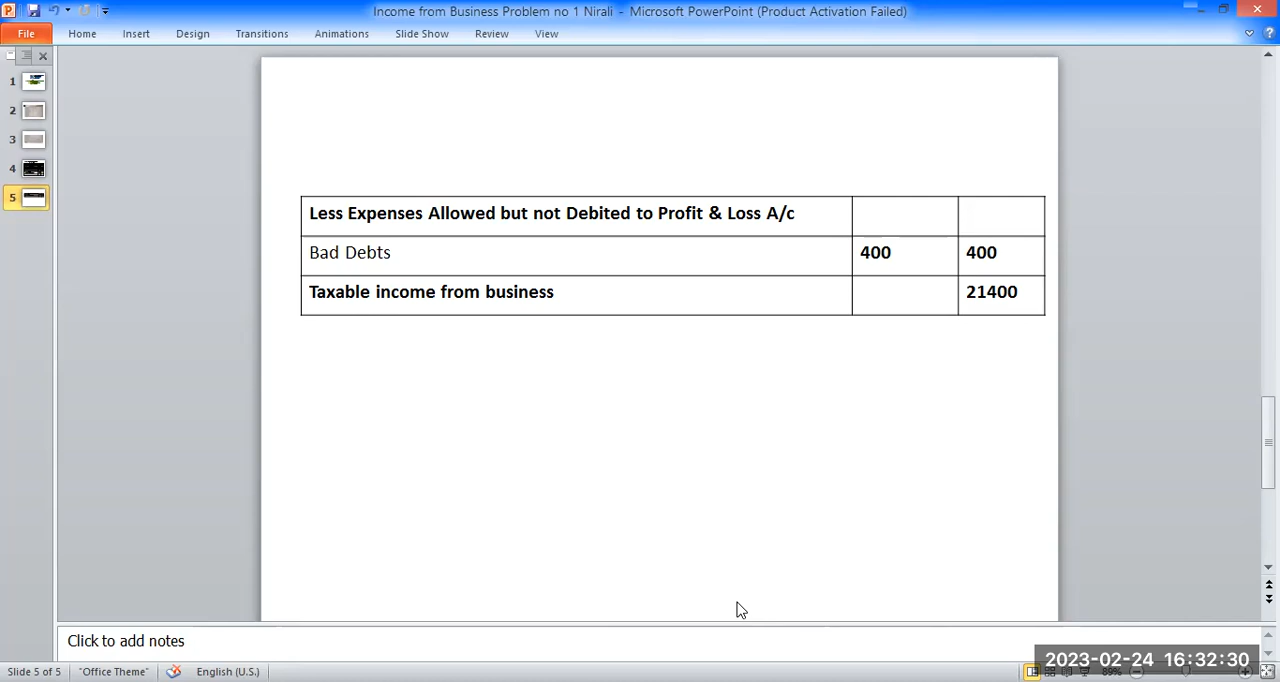 Income from Business Problem no 1 Nirali - Microsoft PowerPoint (Product Activation Failed)
File Home Insert Design Transitions Animations Slide Show Review View
1
2
3
4
5
Less Expenses Allowed but not Debited to Profit & Loss A/c
Bad Debts 400 400
Taxable income from business 21400
Click to add notes
Slide 5 of 5 "Office Theme" English (U.S.) 89%
2023-02-24 16:32:30